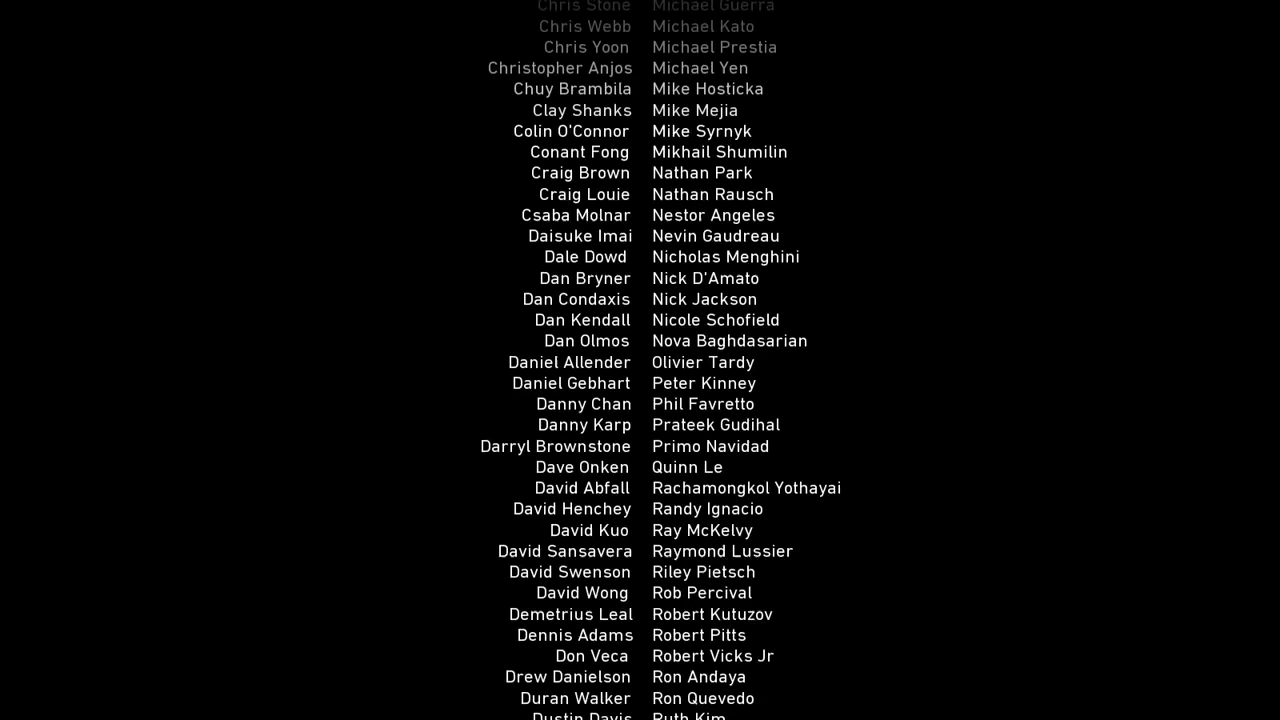 Chris Stone Michael Guerra
Chris Webb Michael Kato
Chris Yoon Michael Prestia
Christopher Anjos Michael Yen
Chuy Brambila Mike Hosticka
Clay Shanks Mike Mejia
Colin O'Connor Mike Syrnyk
Conant Fong Mikhail Shumilin
Craig Brown Nathan Park
Craig Louie Nathan Rausch
Csaba Molnar Nestor Angeles
Daisuke Imai Nevin Gaudreau
Dale Dowd Nicholas Menghini
Dan Bryner Nick D'Amato
Dan Condaxis Nick Jackson
Dan Kendall Nicole Schofield
Dan Olmos Nova Baghdasarian
Daniel Allender Olivier Tardy
Daniel Gebhart Peter Kinney
Danny Chan Phil Favretto
Danny Karp Prateek Gudihal
Darryl Brownstone Primo Navidad
Dave Onken Quinn Le
David Abfall Rachamongkol Yothayai
David Henchey Randy Ignacio
David Kuo Ray McKelvy
David Sansavera Raymond Lussier
David Swenson Riley Pietsch
David Wong Rob Percival
Demetrius Leal Robert Kutuzov
Dennis Adams Robert Pitts
Don Veca Robert Vicks Jr
Drew Danielson Ron Andaya
Duran Walker Ron Quevedo
Dustin Davis Ruth Kim